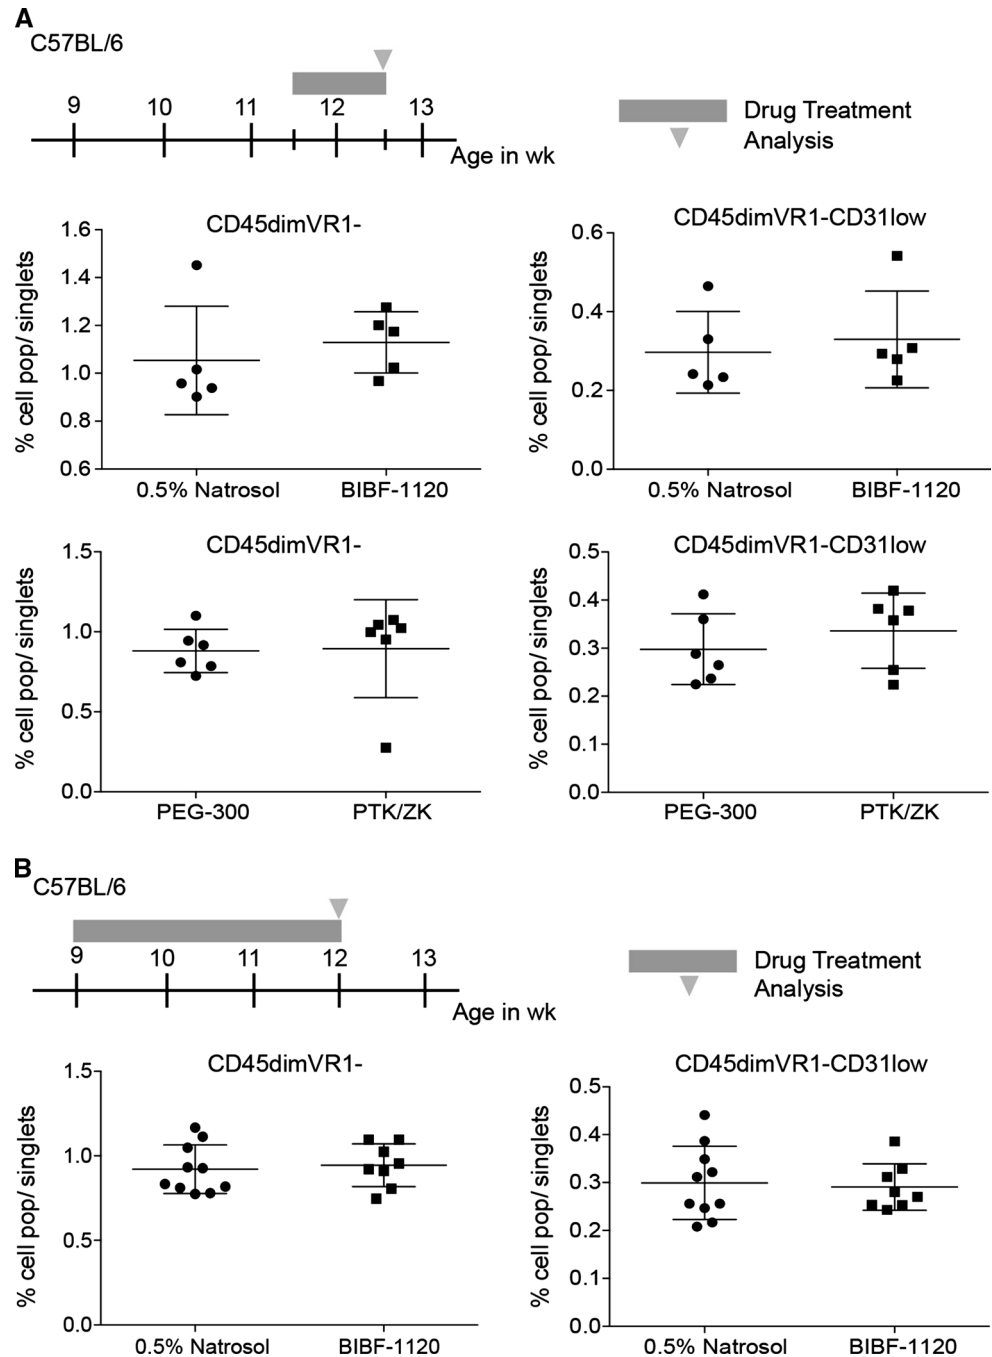 A
C57BL/6
9 10 11 12 13
Age in wk
Drug Treatment
Analysis
CD45dimVR1-
% cell pop/ singlets
1.6
1.4
1.2
1.0
0.8
0.6
0.5% Natrosol BIBF-1120
CD45dimVR1-CD31low
% cell pop/ singlets
0.6
0.4
0.2
0.0
0.5% Natrosol BIBF-1120
CD45dimVR1-
% cell pop/ singlets
1.5
1.0
0.5
0.0
PEG-300 PTK/ZK
CD45dimVR1-CD31low
% cell pop/ singlets
0.5
0.4
0.3
0.2
0.1
0.0
PEG-300 PTK/ZK
B
C57BL/6
9 10 11 12 13
Age in wk
Drug Treatment
Analysis
CD45dimVR1-
% cell pop/ singlets
1.5
1.0
0.5
0.0
0.5% Natrosol BIBF-1120
CD45dimVR1-CD31low
% cell pop/ singlets
0.5
0.4
0.3
0.2
0.1
0.0
0.5% Natrosol BIBF-1120